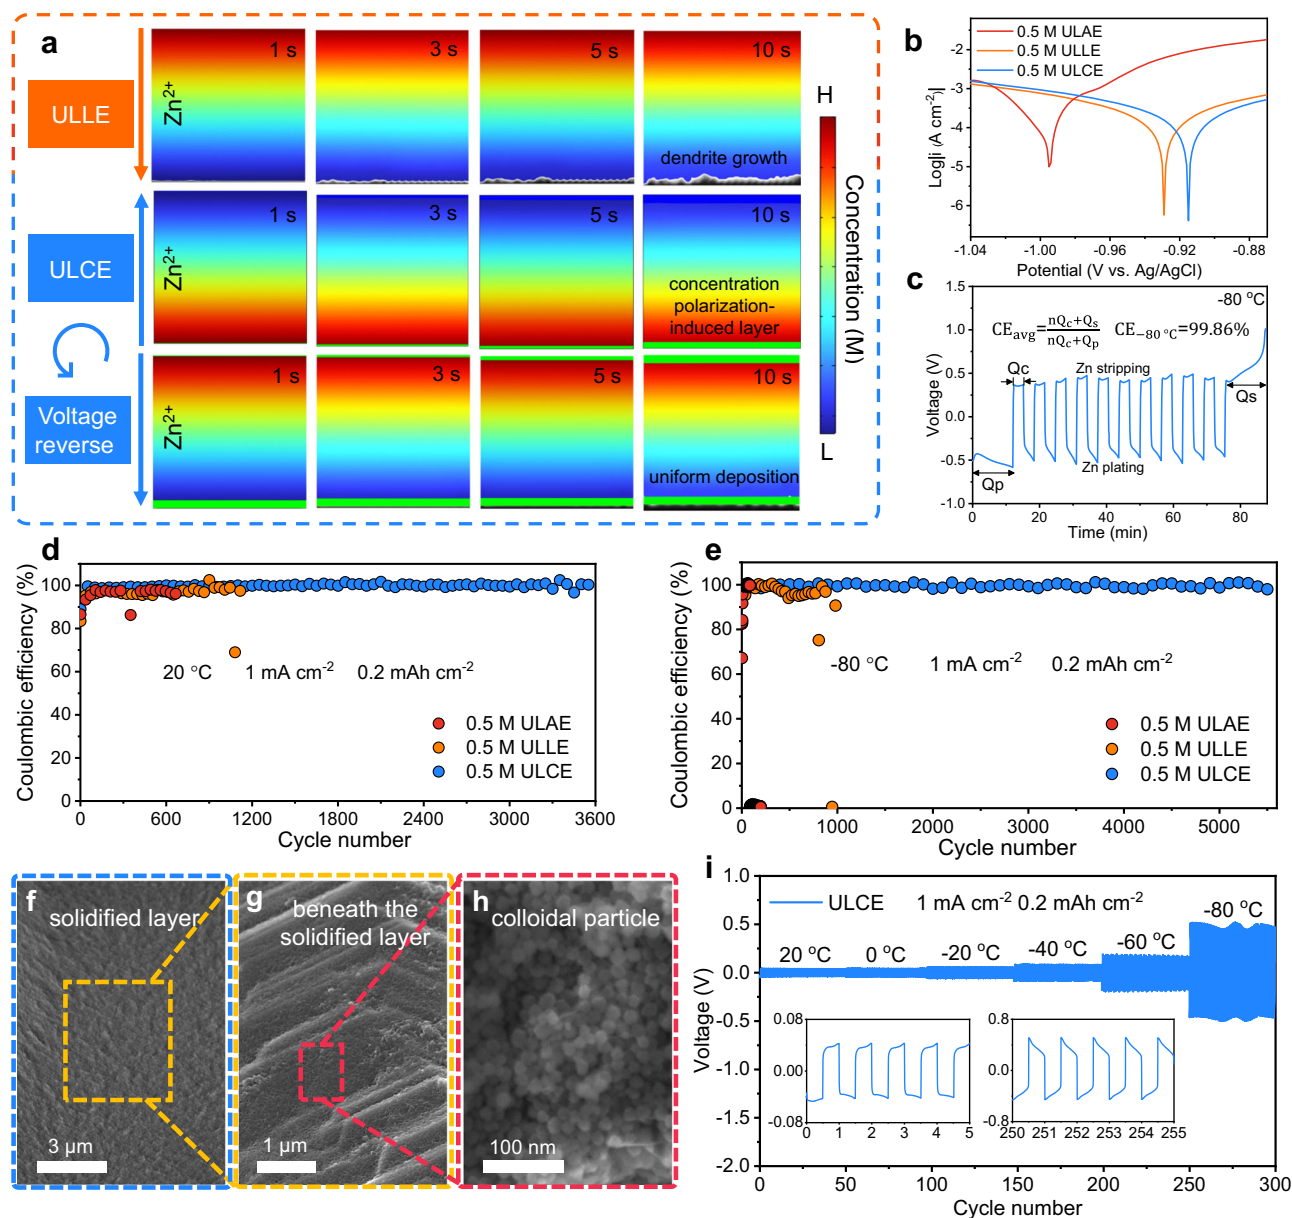 a
ULLE
Zn2+
1 s
3 s
5 s
10 s
dendrite growth
ULCE
Zn2+
1 s
3 s
5 s
10 s
concentration
polarization-
induced layer
Voltage
reverse
Zn2+
1 s
3 s
5 s
10 s
uniform deposition
H
Concentration (M)
L
b
0.5 M ULAE
0.5 M ULLE
0.5 M ULCE
Log|i (A cm-2)|
-2
-3
-4
-5
-6
-1.04 -1.00 -0.96 -0.92 -0.88
Potential (V vs. Ag/AgCl)
c
-80 °C
CEavg=nQc+Qs/nQc+Qp CE-80 °C=99.86%
Qc
Zn stripping
Qs
Zn plating
Qp
Voltage (V)
1.5
1.0
0.5
0.0
-0.5
-1.0
0 20 40 60 80
Time (min)
d
Coulombic efficiency (%)
100
80
60
40
20
0
20 °C 1 mA cm-2 0.2 mAh cm-2
0.5 M ULAE
0.5 M ULLE
0.5 M ULCE
0 600 1200 1800 2400 3000 3600
Cycle number
e
Coulombic efficiency (%)
100
80
60
40
20
0
-80 °C 1 mA cm-2 0.2 mAh cm-2
0.5 M ULAE
0.5 M ULLE
0.5 M ULCE
0 1000 2000 3000 4000 5000
Cycle number
f
solidified layer
3 μm
g
beneath the
solidified layer
1 μm
h
colloidal particle
100 nm
i
ULCE 1 mA cm-2 0.2 mAh cm-2
20 °C 0 °C -20 °C -40 °C -60 °C -80 °C
Voltage (V)
1.0
0.5
0.0
-0.5
-1.0
-1.5
-2.0
0.08
0.00
-0.08
0 1 2 3 4 5
0.8
0.0
-0.8
250 251 252 253 254 255
0 50 100 150 200 250 300
Cycle number